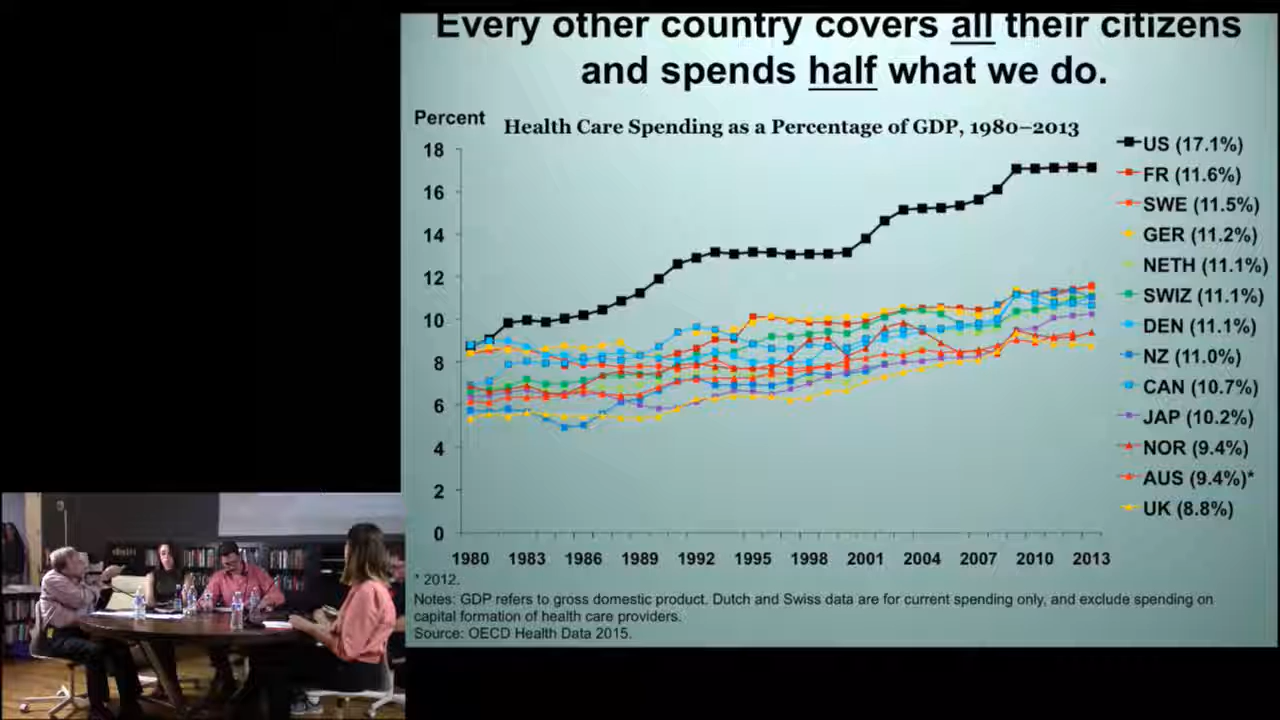 Every other country covers all their citizens
and spends half what we do.
Percent
Health Care Spending as a Percentage of GDP, 1980–2013
18
16
14
12
10
8
6
4
2
0
1980 1983 1986 1989 1992 1995 1998 2001 2004 2007 2010 2013
US (17.1%)
FR (11.6%)
SWE (11.5%)
GER (11.2%)
NETH (11.1%)
SWIZ (11.1%)
DEN (11.1%)
NZ (11.0%)
CAN (10.7%)
JAP (10.2%)
NOR (9.4%)
AUS (9.4%)*
UK (8.8%)
* 2012.
Notes: GDP refers to gross domestic product. Dutch and Swiss data are for current spending only, and exclude spending on
capital formation of health care providers.
Source: OECD Health Data 2015.